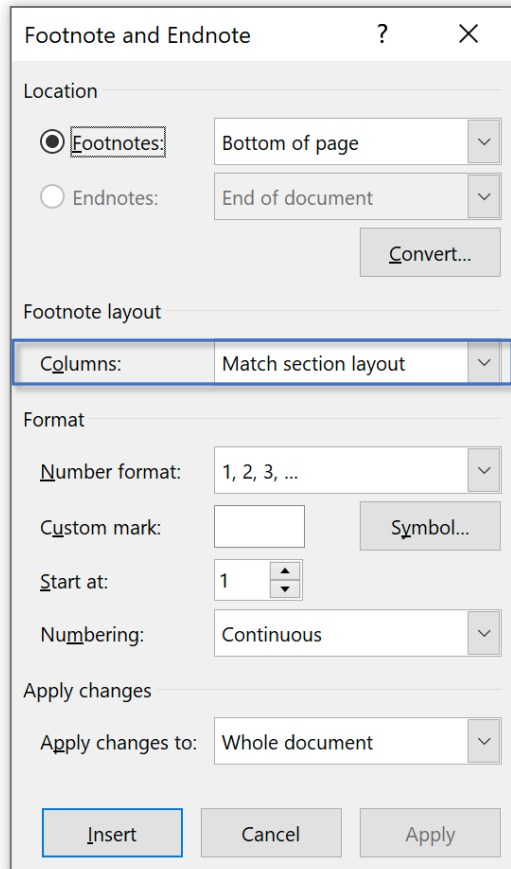 Footnote and Endnote ? ×
Location
Footnotes: Bottom of page
Endnotes: End of document
Convert...
Footnote layout
Columns: Match section layout
Format
Number format: 1, 2, 3, ...
Custom mark: Symbol...
Start at: 1
Numbering: Continuous
Apply changes
Apply changes to: Whole document
Insert Cancel Apply